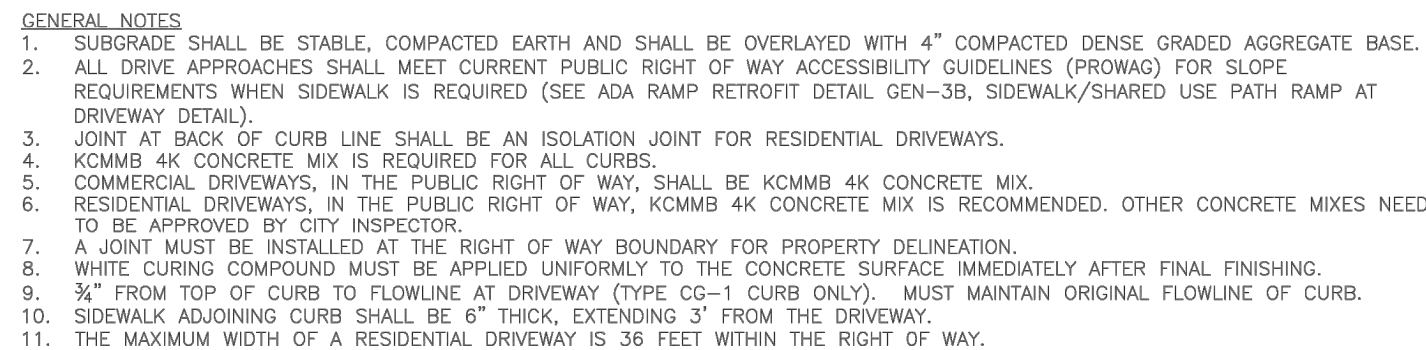 GENERAL NOTES
1. SUBGRADE SHALL BE STABLE, COMPACTED EARTH AND SHALL BE OVERLAYED WITH 4" COMPACTED DENSE GRADED AGGREGATE BASE.
2. ALL DRIVE APPROACHES SHALL MEET CURRENT PUBLIC RIGHT OF WAY ACCESSIBILITY GUIDELINES (PROWAG) FOR SLOPE
REQUIREMENTS WHEN SIDEWALK IS REQUIRED (SEE ADA RAMP RETROFIT DETAIL GEN-3B, SIDEWALK/SHARED USE PATH RAMP AT
DRIVEWAY DETAIL).
3. JOINT AT BACK OF CURB LINE SHALL BE AN ISOLATION JOINT FOR RESIDENTIAL DRIVEWAYS.
4. KCMMB 4K CONCRETE MIX IS REQUIRED FOR ALL CURBS.
5. COMMERCIAL DRIVEWAYS, IN THE PUBLIC RIGHT OF WAY, SHALL BE KCMMB 4K CONCRETE MIX.
6. RESIDENTIAL DRIVEWAYS, IN THE PUBLIC RIGHT OF WAY, KCMMB 4K CONCRETE MIX IS RECOMMENDED. OTHER CONCRETE MIXES NEED
TO BE APPROVED BY CITY INSPECTOR.
7. A JOINT MUST BE INSTALLED AT THE RIGHT OF WAY BOUNDARY FOR PROPERTY DELINEATION.
8. WHITE CURING COMPOUND MUST BE APPLIED UNIFORMLY TO THE CONCRETE SURFACE IMMEDIATELY AFTER FINAL FINISHING.
9. ¾" FROM TOP OF CURB TO FLOWLINE AT DRIVEWAY (TYPE CG-1 CURB ONLY). MUST MAINTAIN ORIGINAL FLOWLINE OF CURB.
10. SIDEWALK ADJOINING CURB SHALL BE 6" THICK, EXTENDING 3' FROM THE DRIVEWAY.
11. THE MAXIMUM WIDTH OF A RESIDENTIAL DRIVEWAY IS 36 FEET WITHIN THE RIGHT OF WAY.